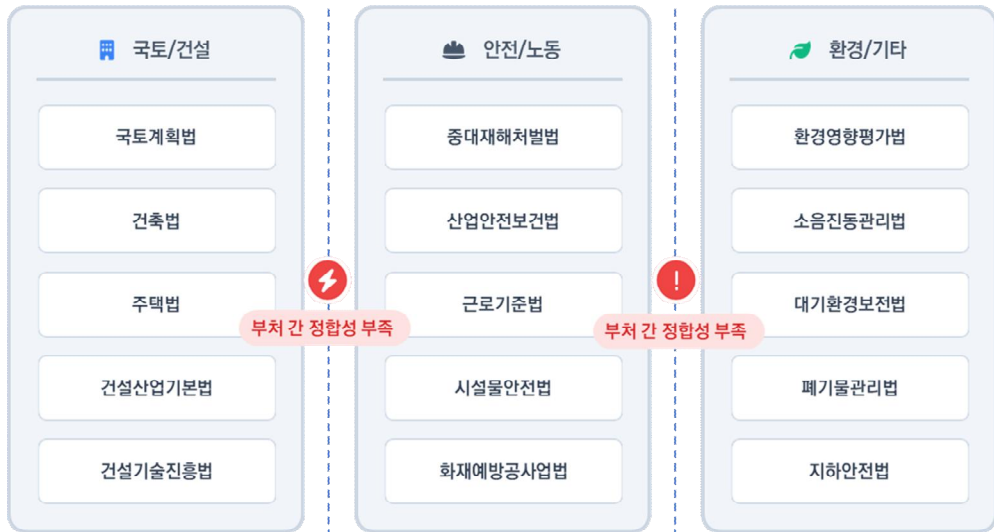 국토/건설
국토계획법
건축법
주택법
건설산업기본법
건설기술진흥법
부처 간 정합성 부족
안전/노동
중대재해처벌법
산업안전보건법
근로기준법
시설물안전법
화재예방공사업법
부처 간 정합성 부족
환경/기타
환경영향평가법
소음진동관리법
대기환경보전법
폐기물관리법
지하안전법